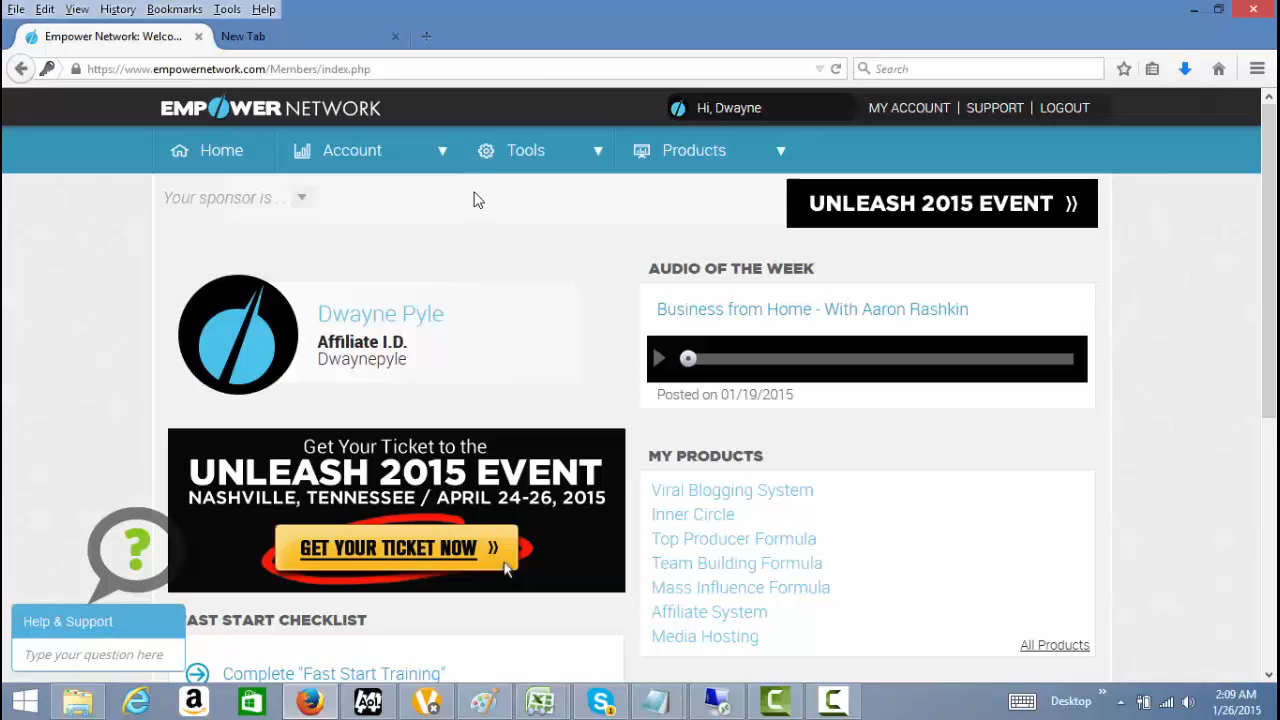 File Edit View History Bookmarks Tools Help
Empower Network: Welco... New Tab
https://www.empowernetwork.com/Members/index.php Search
EMPOWER NETWORK Hi, Dwayne MY ACCOUNT | SUPPORT | LOGOUT
Home Account Tools Products
Your sponsor is . .
UNLEASH 2015 EVENT »
Dwayne Pyle
Affiliate I.D.
Dwaynepyle
AUDIO OF THE WEEK
Business from Home - With Aaron Rashkin
Posted on 01/19/2015
Get Your Ticket to the
UNLEASH 2015 EVENT
NASHVILLE, TENNESSEE / APRIL 24-26, 2015
GET YOUR TICKET NOW »
MY PRODUCTS
Viral Blogging System
Inner Circle
Top Producer Formula
Team Building Formula
Mass Influence Formula
Affiliate System
Media Hosting
All Products
AST START CHECKLIST
Complete "Fast Start Training"
?
Help & Support
Type your question here
Desktop »
2:09 AM
1/26/2015